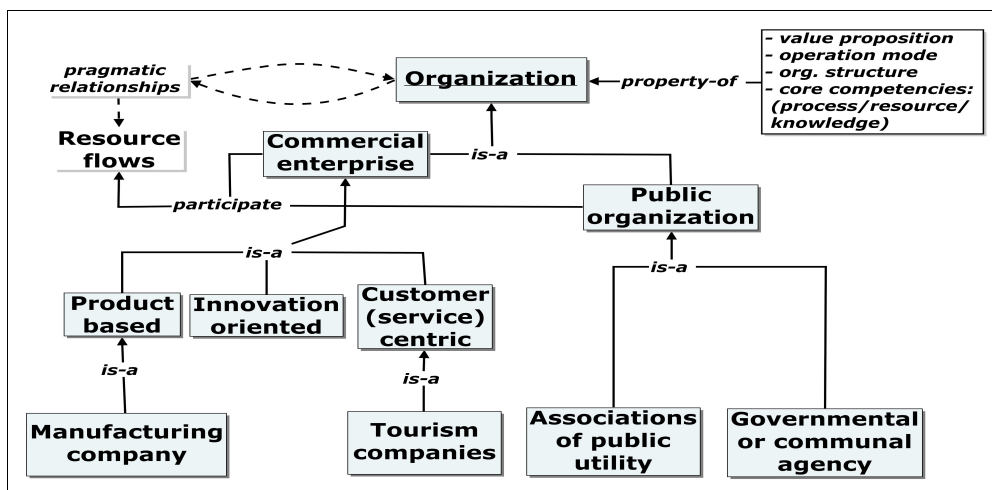 pragmatic
relationships
Organization
property-of
- value proposition
- operation mode
- org. structure
- core competencies:
(process/resource/
knowledge)
Resource
flows
Commercial
enterprise
is-a
participate
Public
organization
is-a
is-a
Product
based
Innovation
oriented
Customer
(service)
centric
is-a
is-a
Manufacturing
company
Tourism
companies
Associations
of public
utility
Governmental
or communal
agency